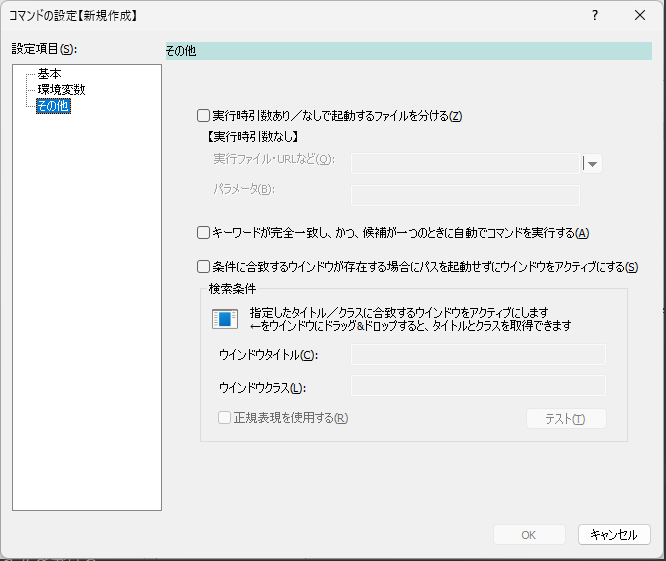 コマンドの設定【新規作成】
?
設定項目(S):
基本
環境変数
その他
その他
実行時引数あり／なしで起動するファイルを分ける(Z)
【実行時引数なし】
実行ファイル・URLなど(Q):
パラメータ(B):
キーワードが完全一致し、かつ、候補が一つのときに自動でコマンドを実行する(A)
条件に合致するウインドウが存在する場合にパスを起動せずにウインドウをアクティブにする(S)
検索条件
指定したタイトル／クラスに合致するウインドウをアクティブにします
←をウインドウにドラッグ&ドロップすると、タイトルとクラスを取得できます
ウインドウタイトル(C):
ウインドウクラス(L):
正規表現を使用する(R)
テスト(T)
OK
キャンセル